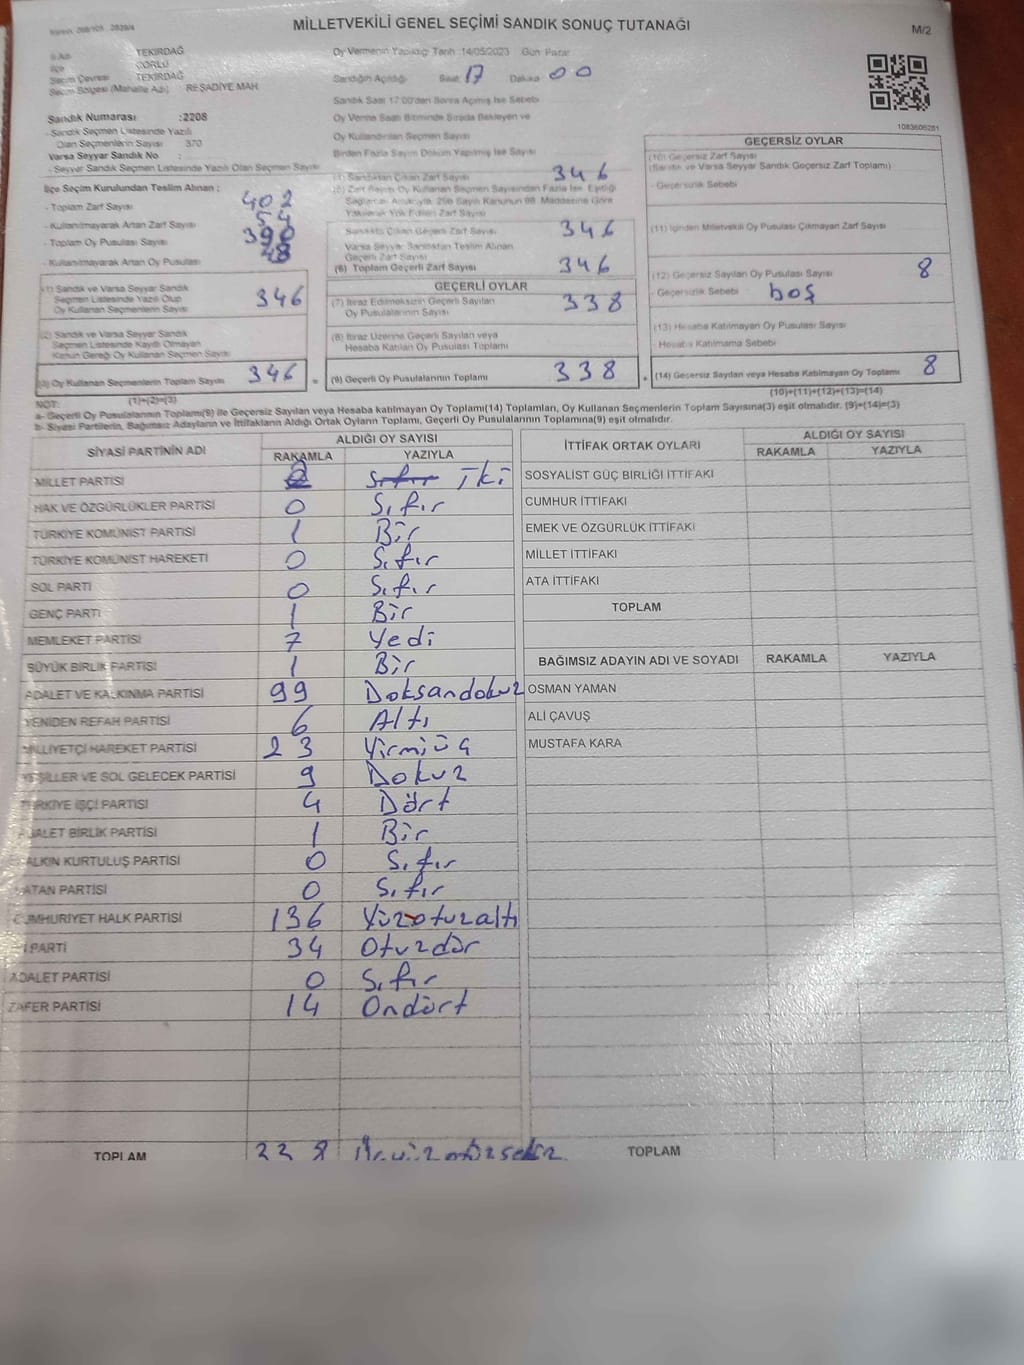 MİLLETVEKİLİ GENEL SEÇİMİ SANDIK SONUÇ TUTANAĞI
M/2
TEKİRDAĞ
İlçe ÇORLU
Seçim Çevresi TEKİRDAĞ
Seçim Bölgesi (Mahalle Adı) REŞADİYE MAH.
Oy Vermenin Yapıldığı Tarih :14/05/2023 Gün Pazar
Sandığın Açıldığı Saat 17 Dakika 00
Sandık Saat 17:00'dan Sonra Açılmış İse Sebebi
Oy Verme Saati Bitiminde Sırada Bekleyen ve
Oy Kullandırılan Seçmen Sayısı
Birden Fazla Sayım Döküm Yapılmış İse Sayısı
1083606281
Sandık Numarası :2208
- Sandık Seçmen Listesinde Yazılı
Olan Seçmenlerin Sayısı 370
Varsa Seyyar Sandık No :
- Seyyar Sandık Seçmen Listesinde Yazılı Olan Seçmen Sayısı
İlçe Seçim Kurulundan Teslim Alınan :
- Toplam Zarf Sayısı 402
- Kullanılmayarak Artan Zarf Sayısı 54
- Toplam Oy Pusulası Sayısı 390
- Kullanılmayarak Artan Oy Pusulası 48
(1) Sandık ve Varsa Seyyar Sandık
Seçmen Listesinde Yazılı Olup
Oy Kullanan Seçmenlerin Sayısı 346
(2) Sandık ve Varsa Seyyar Sandık
Seçmen Listesinde Kayıtlı Olmayan
Kanun Gereği Oy Kullanan Seçmen Sayısı
(3) Oy Kullanan Seçmenlerin Toplam Sayısı 346
(4) Sandıktan Çıkan Zarf Sayısı 346
(5) Zarf Sayısı Oy Kullanan Seçmen Sayısından Fazla İse, Eşitliği
Sağlamak Amacıyla, 298 Sayılı Kanunun 98. Maddesine Göre
Yakılarak Yok Edilen Zarf Sayısı
Sandıktan Çıkan Geçerli Zarf Sayısı 346
Varsa Seyyar Sandıktan Teslim Alınan
Geçerli Zarf Sayısı
(6) Toplam Geçerli Zarf Sayısı 346
GEÇERLİ OYLAR
(7) İtiraz Edilmeksizin Geçerli Sayılan
Oy Pusulalarının Sayısı 338
(8) İtiraz Üzerine Geçerli Sayılan veya
Hesaba Katılan Oy Pusulası Toplamı
= (9) Geçerli Oy Pusulalarının Toplamı 338
GEÇERSİZ OYLAR
(10) Geçersiz Zarf Sayısı
(Sandık ve Varsa Seyyar Sandık Geçersiz Zarf Toplamı)
- Geçersizlik Sebebi
(11) İçinden Milletvekili Oy Pusulası Çıkmayan Zarf Sayısı
(12) Geçersiz Sayılan Oy Pusulası Sayısı 8
- Geçersizlik Sebebi boş
(13) Hesaba Katılmayan Oy Pusulası Sayısı
Hesaba Katılmama Sebebi
+ (14) Geçersiz Sayılan veya Hesaba Katılmayan Oy Toplamı 8
NOT: (1)+(2)=(3) (10)+(11)+(12)+(13)=(14)
a- Geçerli Oy Pusulalarının Toplamı(9) ile Geçersiz Sayılan veya Hesaba katılmayan Oy Toplamı(14) Toplamları, Oy Kullanan Seçmenlerin Toplam Sayısına(3) eşit olmalıdır. (9)+(14)=(3)
b- Siyasi Partilerin, Bağımsız Adayların ve İttifakların Aldığı Ortak Oyların Toplamı, Geçerli Oy Pusulalarının Toplamına(9) eşit olmalıdır.
SİYASİ PARTİNİN ADI ALDIĞI OY SAYISI
RAKAMLA YAZIYLA
MİLLET PARTİSİ 2 Sıfır İki
HAK VE ÖZGÜRLÜKLER PARTİSİ 0 Sıfır
TÜRKİYE KOMÜNİST PARTİSİ 1 Bir
TÜRKİYE KOMÜNİST HAREKETİ 0 Sıfır
SOL PARTİ 0 Sıfır
GENÇ PARTİ 1 Bir
MEMLEKET PARTİSİ 7 Yedi
BÜYÜK BİRLİK PARTİSİ 1 Bir
ADALET VE KALKINMA PARTİSİ 99 Doksandokuz
YENİDEN REFAH PARTİSİ 6 Altı
MİLLİYETÇİ HAREKET PARTİSİ 23 Yirmiüç
YEŞİLLER VE SOL GELECEK PARTİSİ 9 Dokuz
TÜRKİYE İŞÇİ PARTİSİ 4 Dört
ADALET BİRLİK PARTİSİ 1 Bir
HALKIN KURTULUŞ PARTİSİ 0 Sıfır
VATAN PARTİSİ 0 Sıfır
CUMHURİYET HALK PARTİSİ 136 Yüzotuzaltı
İYİ PARTİ 34 Otuzdör
ADALET PARTİSİ 0 Sıfır
ZAFER PARTİSİ 14 Ondört
TOPLAM 338 Üçyüzotuzsekiz
İTTİFAK ORTAK OYLARI ALDIĞI OY SAYISI
RAKAMLA YAZIYLA
SOSYALİST GÜÇ BİRLİĞİ İTTİFAKI
CUMHUR İTTİFAKI
EMEK VE ÖZGÜRLÜK İTTİFAKI
MİLLET İTTİFAKI
ATA İTTİFAKI
TOPLAM
BAĞIMSIZ ADAYIN ADI VE SOYADI RAKAMLA YAZIYLA
OSMAN YAMAN
ALİ ÇAVUŞ
MUSTAFA KARA
TOPLAM